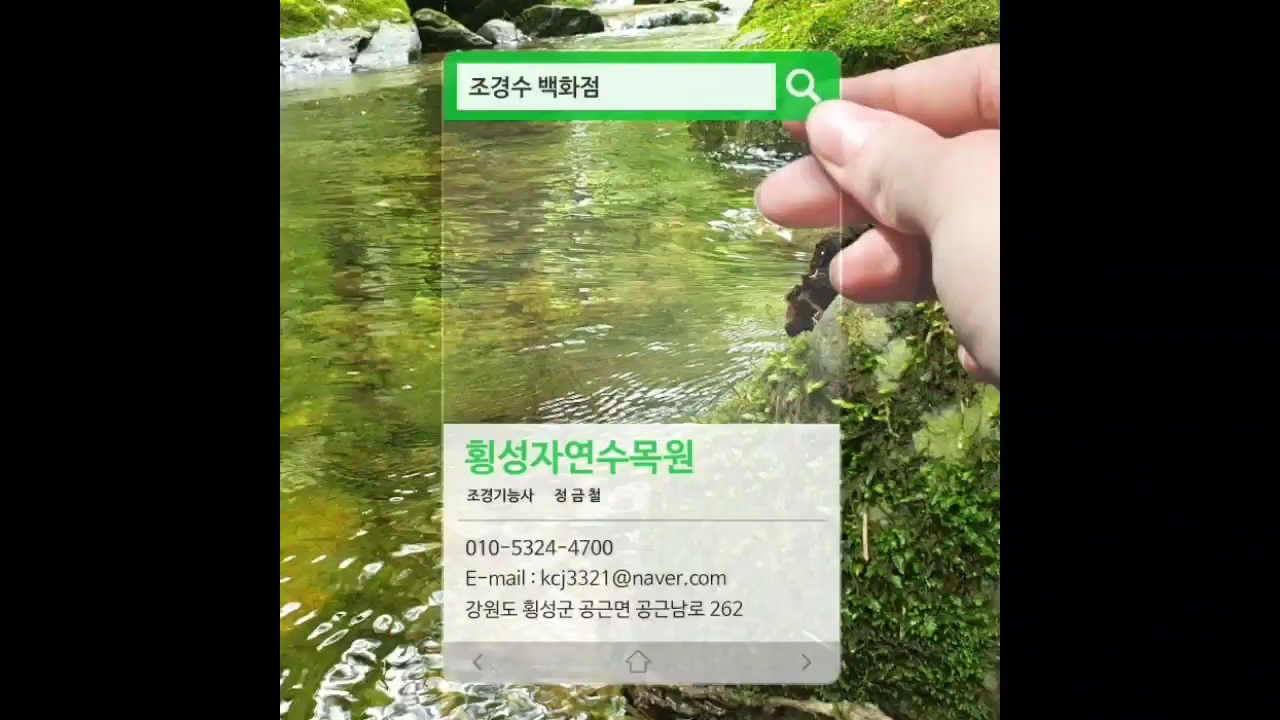 조경수 백화점
횡성자연수목원
조경기능사 정금철
010-5324-4700
E-mail : kcj3321@naver.com
강원도 횡성군 공근면 공근남로 262